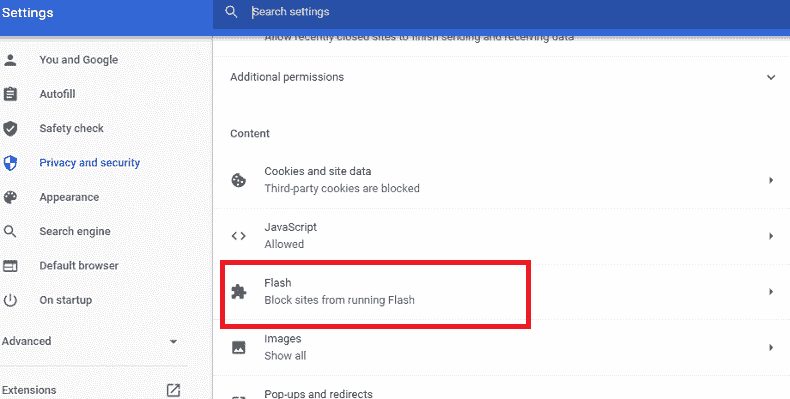 Settings
Search settings
You and Google
Autofill
Safety check
Privacy and security
Appearance
Search engine
Default browser
On startup
Advanced
Extensions
Allow recently closed sites to finish sending and receiving data
Additional permissions
Content
Cookies and site data
Third-party cookies are blocked
JavaScript
Allowed
Flash
Block sites from running Flash
Images
Show all
Pop-ups and redirects